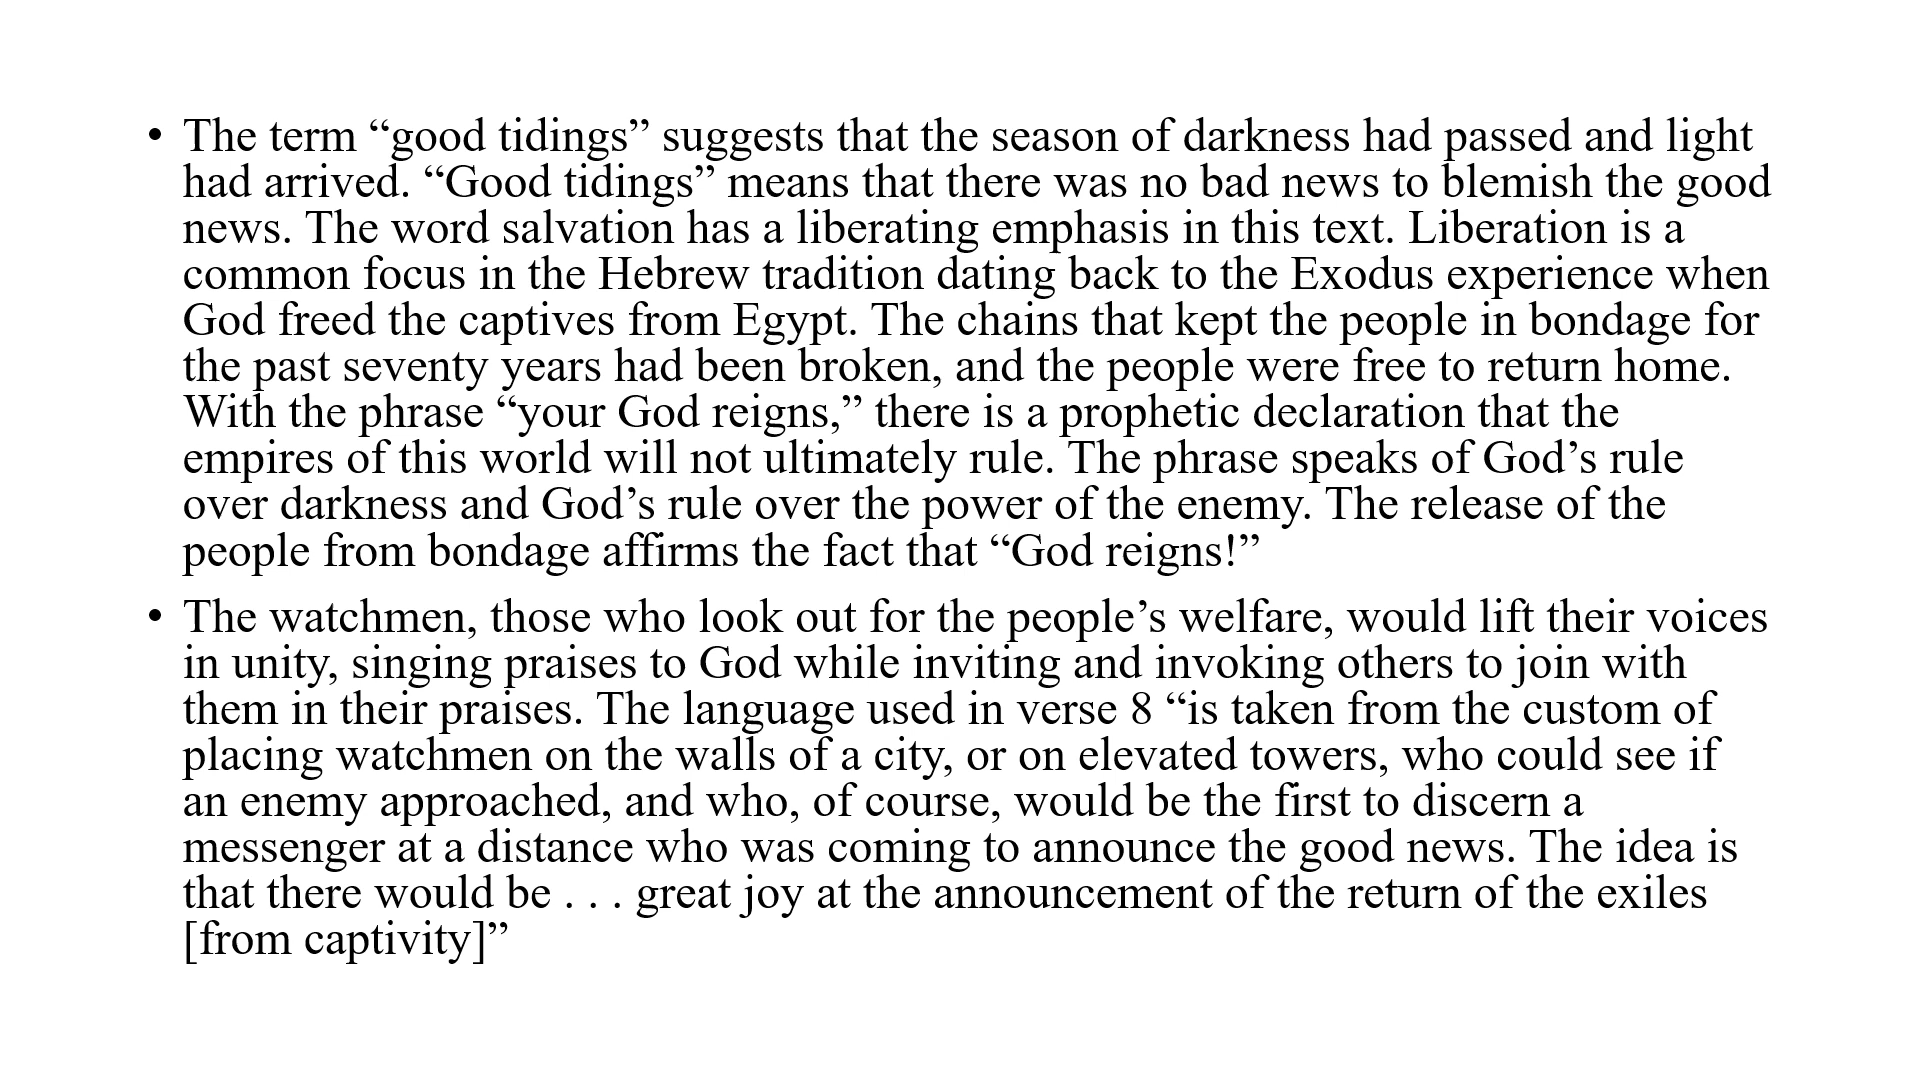 • The term “good tidings” suggests that the season of darkness had passed and light
had arrived. “Good tidings” means that there was no bad news to blemish the good
news. The word salvation has a liberating emphasis in this text. Liberation is a
common focus in the Hebrew tradition dating back to the Exodus experience when
God freed the captives from Egypt. The chains that kept the people in bondage for
the past seventy years had been broken, and the people were free to return home.
With the phrase “your God reigns,” there is a prophetic declaration that the
empires of this world will not ultimately rule. The phrase speaks of God’s rule
over darkness and God’s rule over the power of the enemy. The release of the
people from bondage affirms the fact that “God reigns!”
• The watchmen, those who look out for the people’s welfare, would lift their voices
in unity, singing praises to God while inviting and invoking others to join with
them in their praises. The language used in verse 8 “is taken from the custom of
placing watchmen on the walls of a city, or on elevated towers, who could see if
an enemy approached, and who, of course, would be the first to discern a
messenger at a distance who was coming to announce the good news. The idea is
that there would be . . . great joy at the announcement of the return of the exiles
[from captivity]”